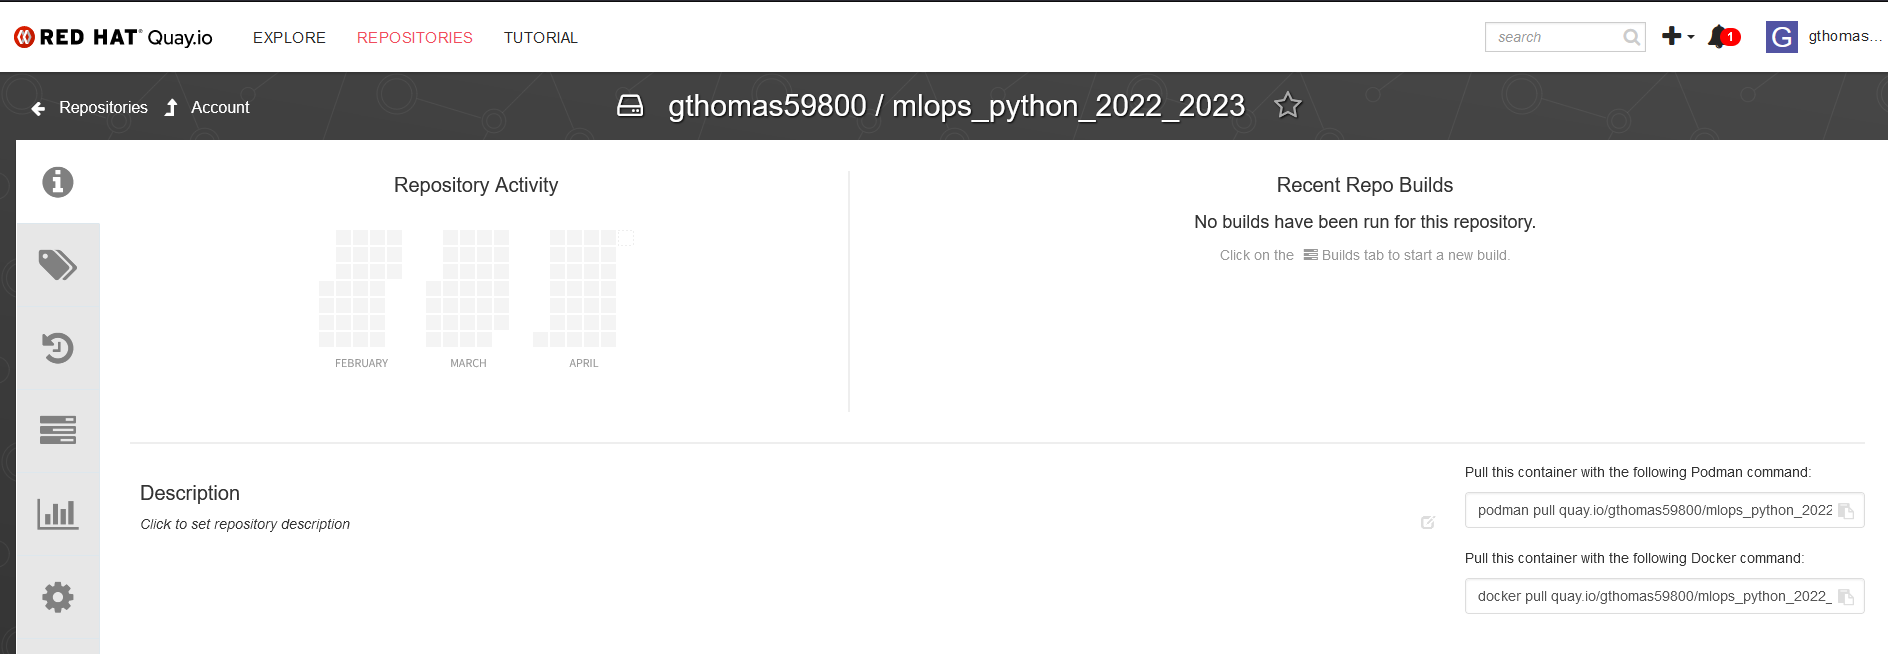 RED HAT Quay.io
EXPLORE
REPOSITORIES
TUTORIAL
search
1
G
gthomas...
Repositories
Account
gthomas59800 / mlops_python_2022_2023
Repository Activity
FEBRUARY
MARCH
APRIL
Recent Repo Builds
No builds have been run for this repository.
Click on the Builds tab to start a new build.
Description
Click to set repository description
Pull this container with the following Podman command:
podman pull quay.io/gthomas59800/mlops_python_2022
Pull this container with the following Docker command:
docker pull quay.io/gthomas59800/mlops_python_2022_